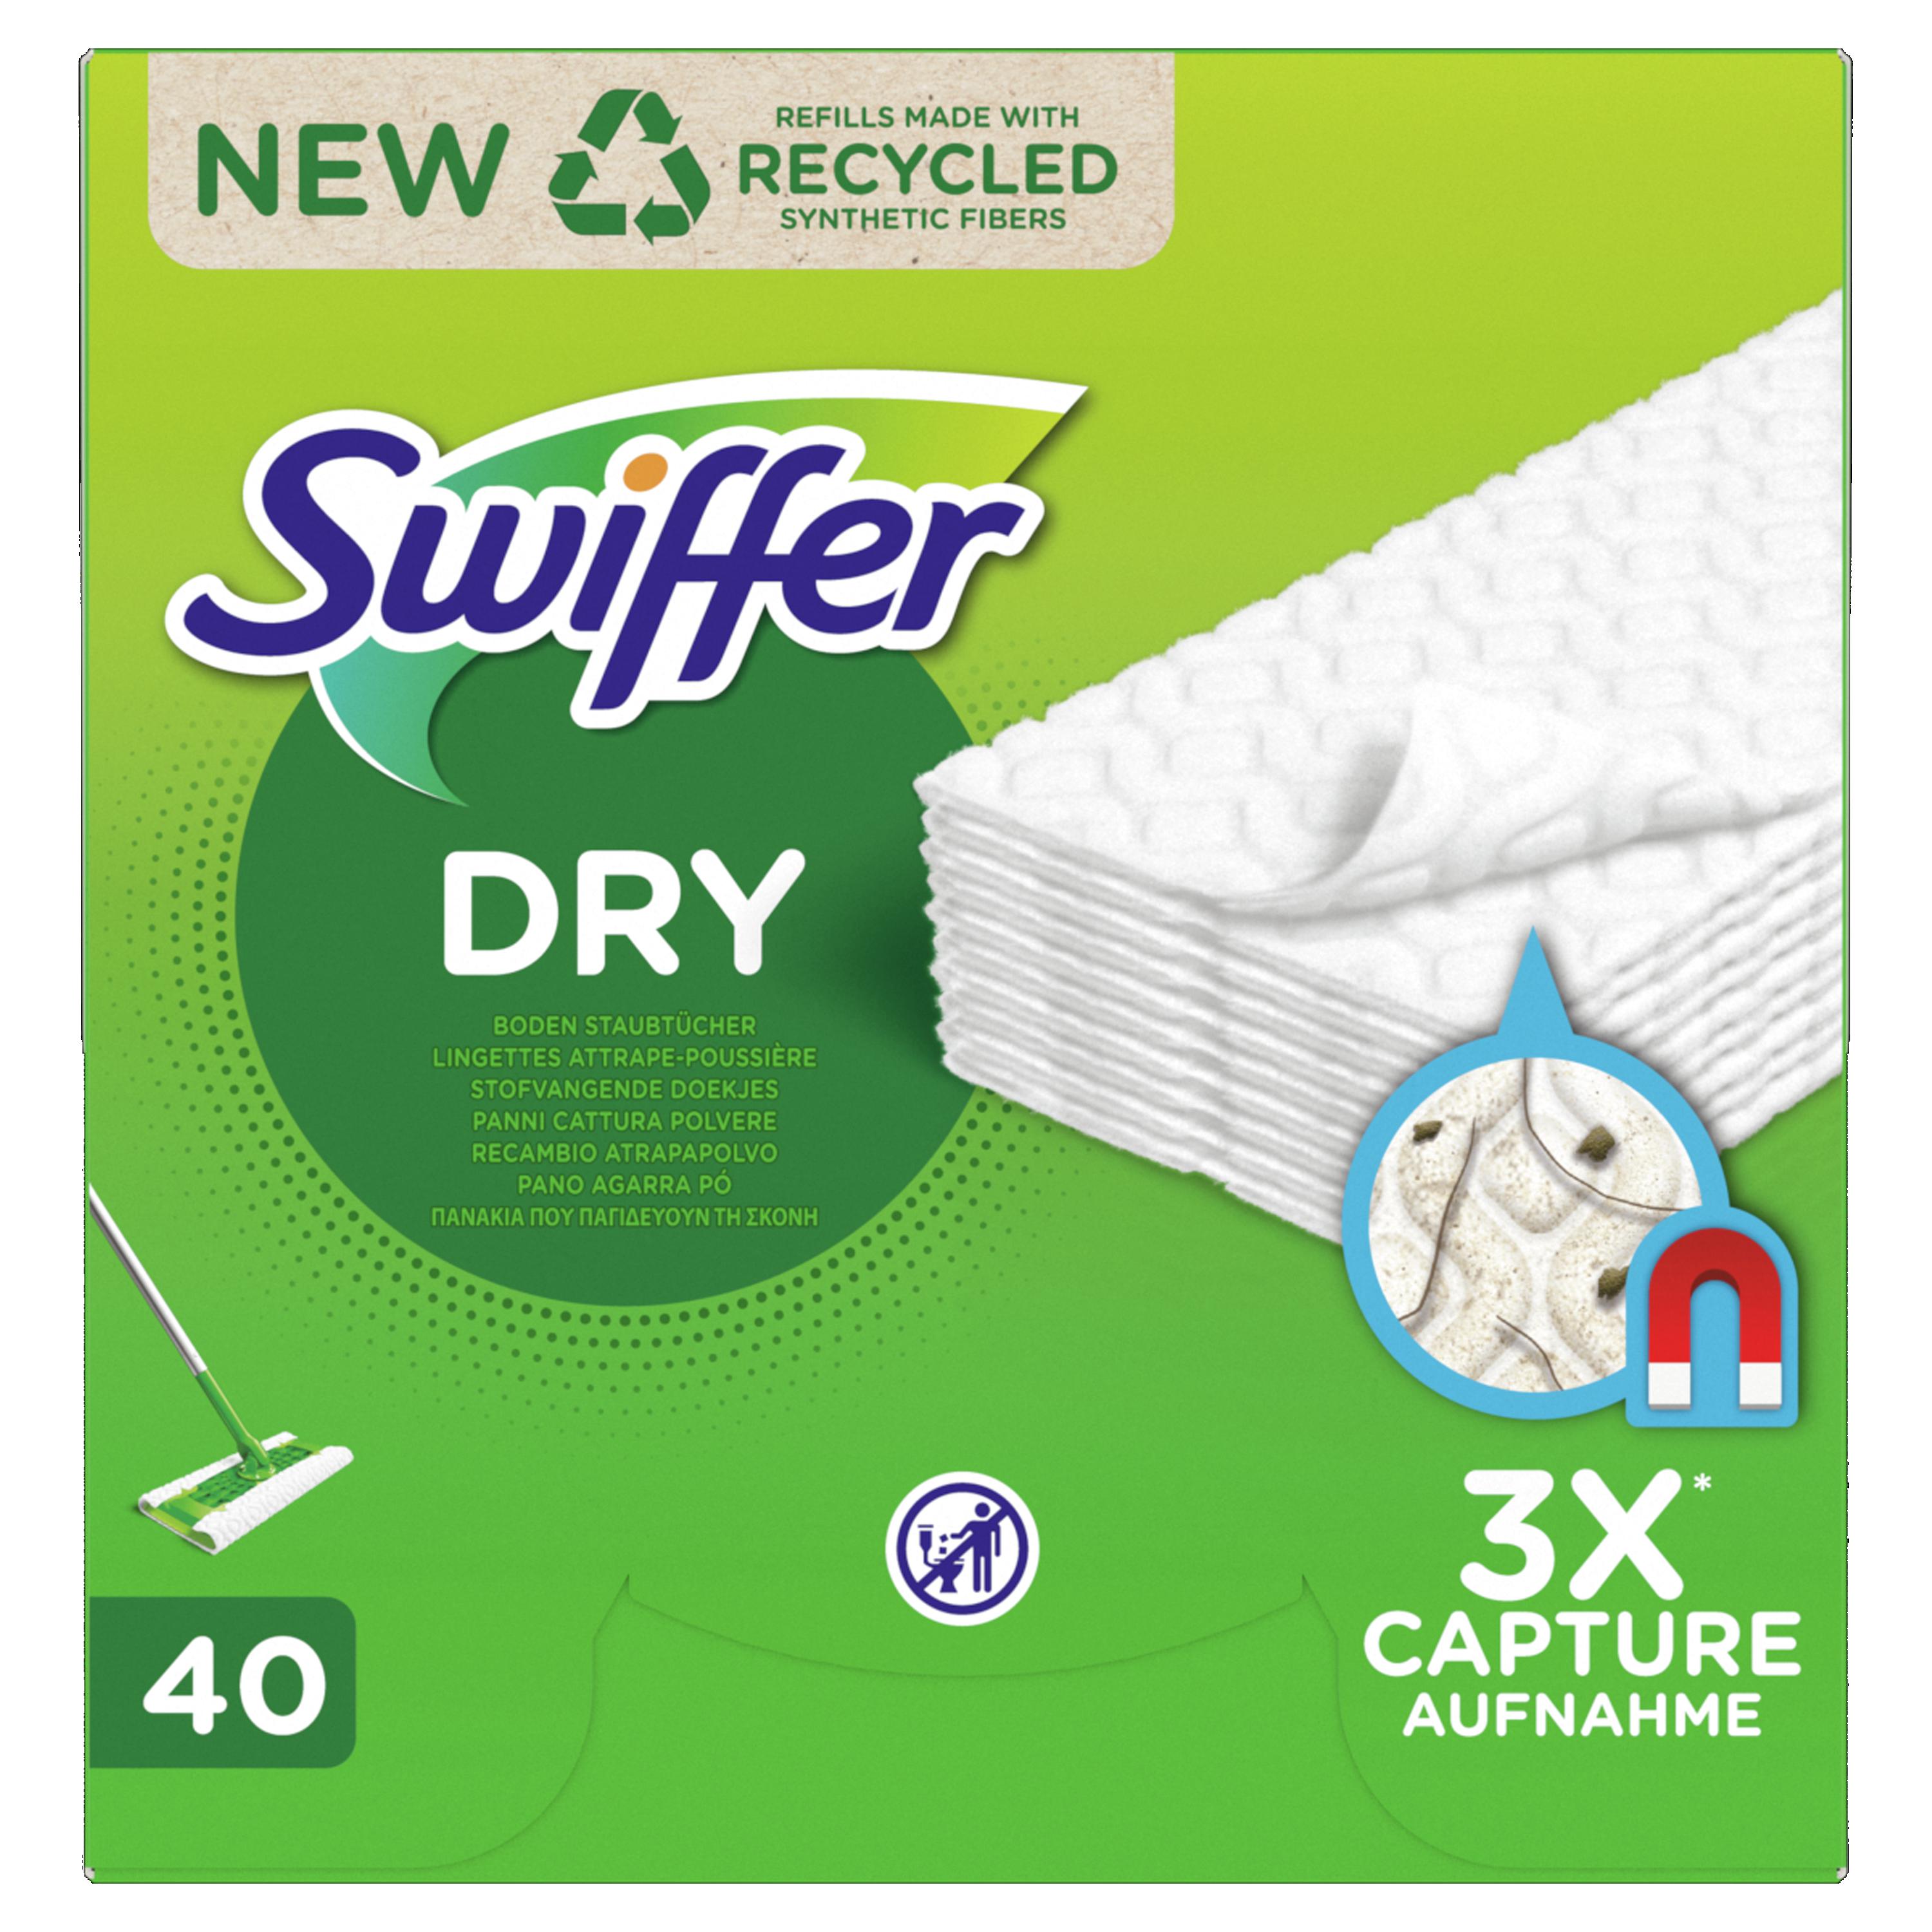 NEW
REFILLS MADE WITH
RECYCLED
SYNTHETIC FIBERS
Swiffer
DRY
BODEN STAUBTÜCHER
LINGETTES ATTRAPE-POUSSIÈRE
STOFVANGENDE DOEKJES
PANNI CATTURA POLVERE
RECAMBIO ATRAPAPOLVO
PANO AGARRA PÓ
ΠΑΝΑΚΙΑ ΠΟΥ ΠΑΓΙΔΕΥΟΥΝ ΤΗ ΣΚΟΝΗ
40
3X*
CAPTURE
AUFNAHME